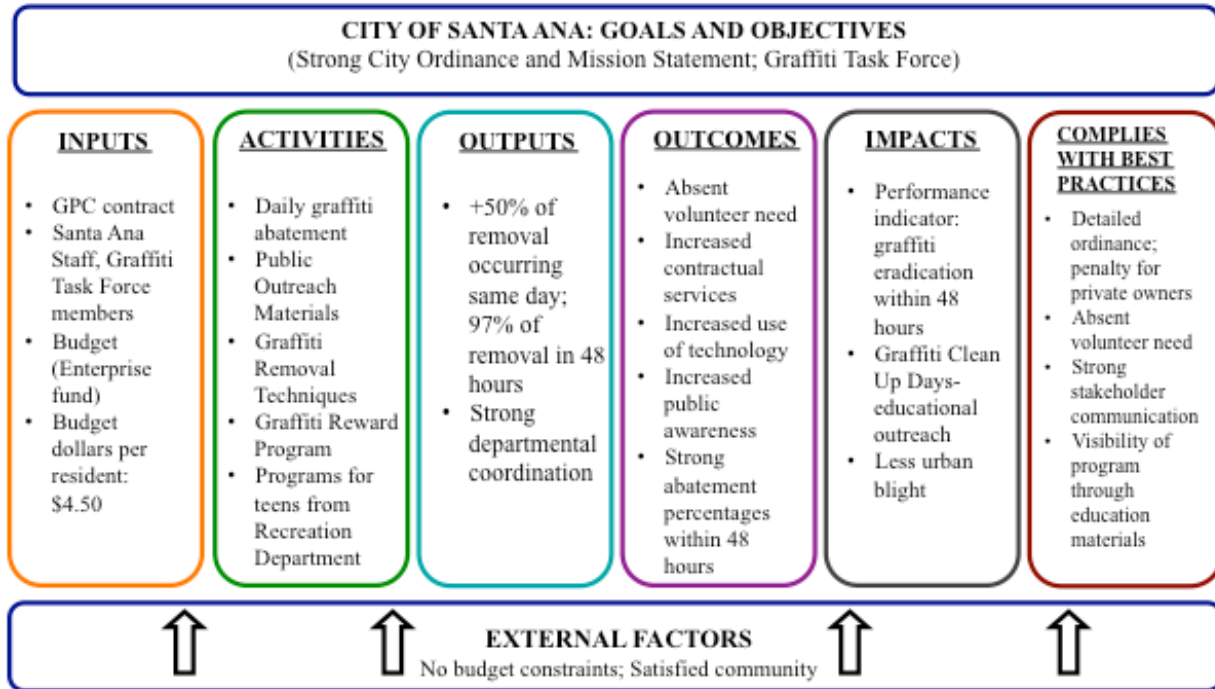 CITY OF SANTA ANA: GOALS AND OBJECTIVES
(Strong City Ordinance and Mission Statement; Graffiti Task Force)
INPUTS
• GPC contract
• Santa Ana
Staff, Graffiti
Task Force
members
• Budget
(Enterprise
fund)
• Budget
dollars per
resident:
$4.50
ACTIVITIES
• Daily graffiti
abatement
• Public
Outreach
Materials
• Graffiti
Removal
Techniques
• Graffiti Reward
Program
• Programs for
teens from
Recreation
Department
OUTPUTS
• +50% of
removal
occurring
same day;
97% of
removal in 48
hours
• Strong
departmental
coordination
OUTCOMES
• Absent
volunteer need
• Increased
contractual
services
• Increased use
of technology
• Increased
public
awareness
• Strong
abatement
percentages
within 48
hours
IMPACTS
• Performance
indicator:
graffiti
eradication
within 48
hours
• Graffiti Clean
Up Days-
educational
outreach
• Less urban
blight
COMPLIES
WITH BEST
PRACTICES
• Detailed
ordinance;
penalty for
private owners
• Absent
volunteer need
• Strong
stakeholder
communication
• Visibility of
program
through
education
materials
EXTERNAL FACTORS
No budget constraints; Satisfied community